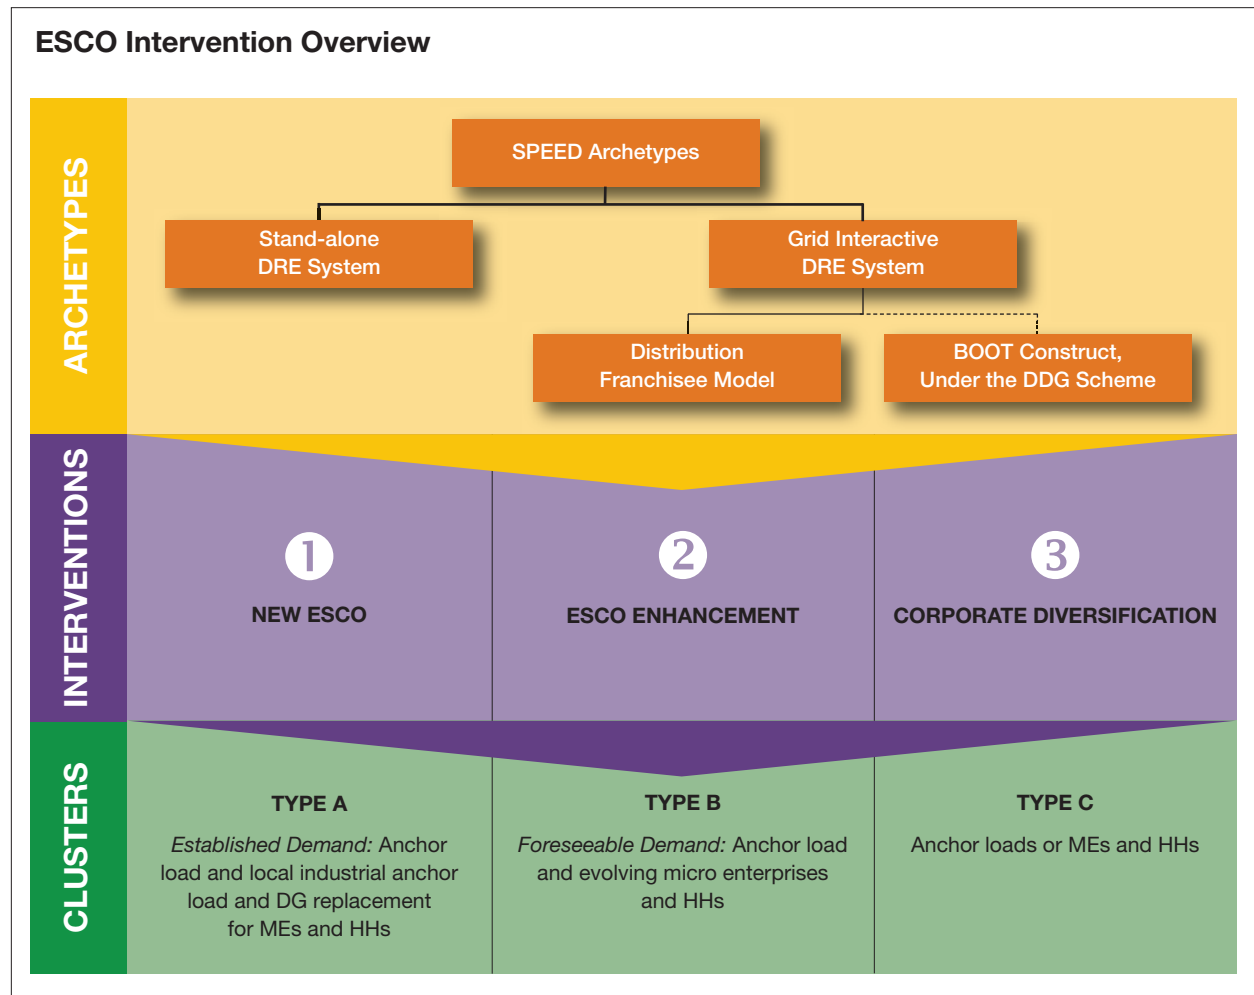 ESCO Intervention Overview
ARCHETYPES
SPEED Archetypes
Stand-alone
DRE System
Grid Interactive
DRE System
Distribution
Franchisee Model
BOOT Construct,
Under the DDG Scheme
INTERVENTIONS
1
NEW ESCO
2
ESCO ENHANCEMENT
3
CORPORATE DIVERSIFICATION
CLUSTERS
TYPE A
Established Demand: Anchor
load and local industrial anchor
load and DG replacement
for MEs and HHs
TYPE B
Foreseeable Demand: Anchor load
and evolving micro enterprises
and HHs
TYPE C
Anchor loads or MEs and HHs